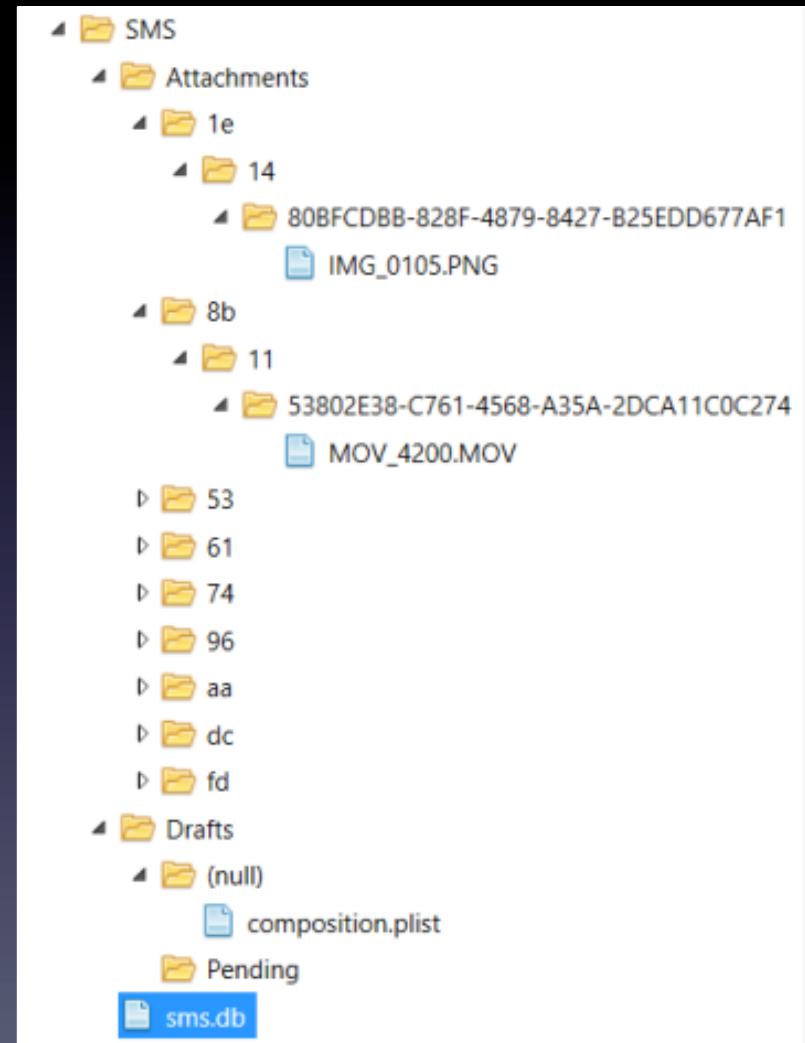 SMS
Attachments
1e
14
80BFCDBB-828F-4879-8427-B25EDD677AF1
IMG_0105.PNG
8b
11
53802E38-C761-4568-A35A-2DCA11C0C274
MOV_4200.MOV
53
61
74
96
aa
dc
fd
Drafts
(null)
composition.plist
Pending
sms.db